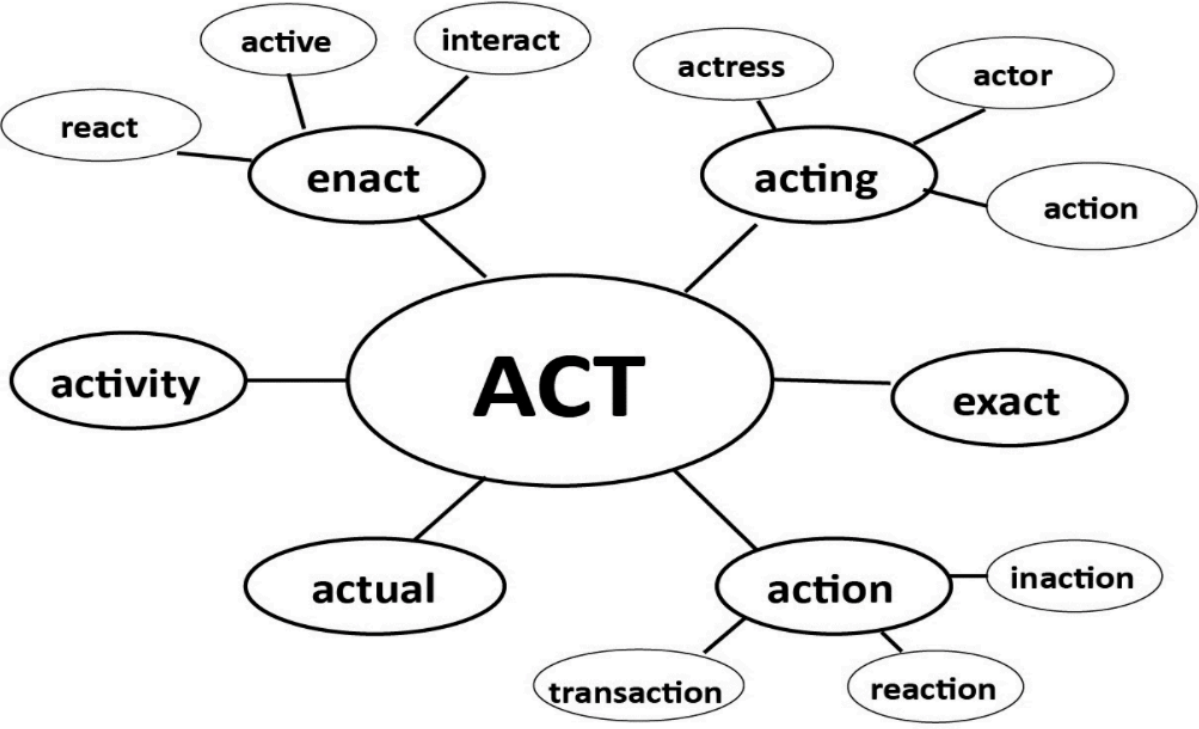 active
interact
actress
actor
react
enact
acting
action
activity
ACT
exact
actual
action
inaction
transaction
reaction